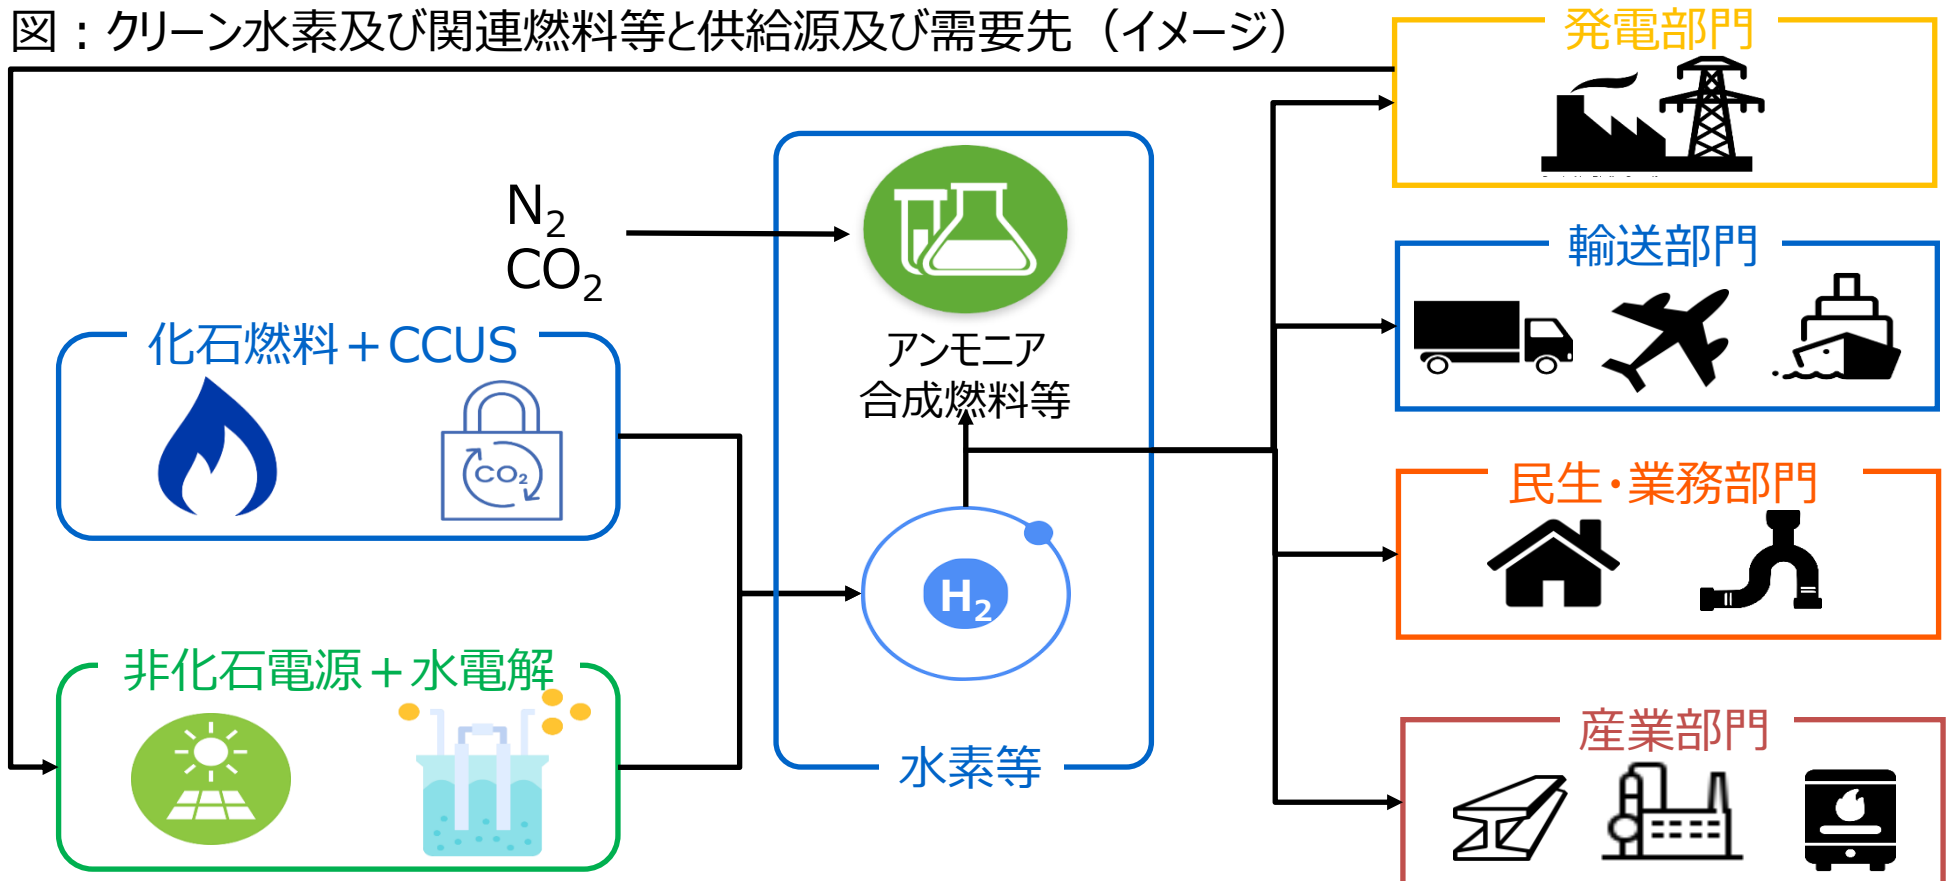 図：クリーン水素及び関連燃料等と供給源及び需要先（イメージ）
発電部門
N2
CO2
輸送部門
化石燃料＋CCUS
アンモニア
合成燃料等
CO2
民生・業務部門
H2
非化石電源＋水電解
水素等
産業部門